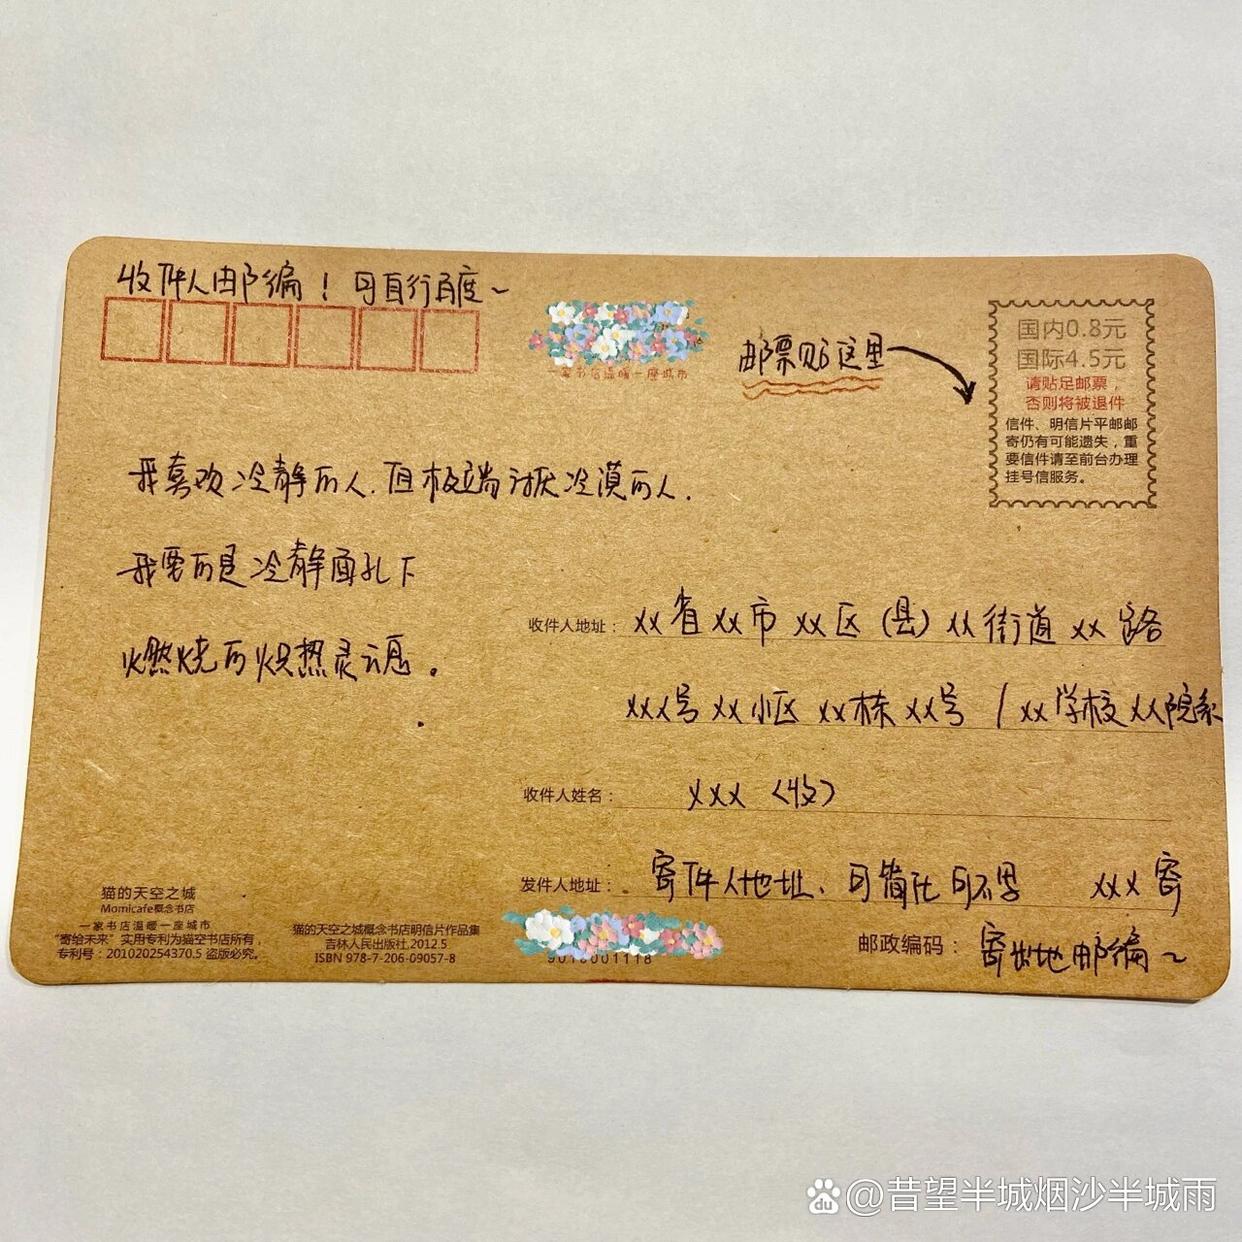 收件人邮编！可自行百度~
一家书店温暖一座城市
邮票贴这里
国内0.8元
国际4.5元
请贴足邮票，
否则将被退件
信件、明信片平邮邮
寄仍有可能遗失，重
要信件请至前台办理
挂号信服务。
我喜欢冷静的人.但极端讨厌冷漠的人.
我要的是冷静面孔下
燃烧的炽热灵魂。
收件人地址：xx省xx市xx区(县)xx街道xx路
xxx号xx小区xx栋xx号/xx学校xx院系
收件人姓名：xxx〈收〉
发件人地址：寄件人地址、可简化可不写 xxx寄
邮政编码：寄出地邮编~
猫的天空之城
Momicafe概念书店
一家书店温暖一座城市
“寄给未来”实用专利为猫空书店所有，
专利号：201020254370.5 盗版必究。
猫的天空之城概念书店明信片作品集
吉林人民出版社,2012.5
ISBN 978-7-206-09057-8
9010001118
du @昔望半城烟沙半城雨